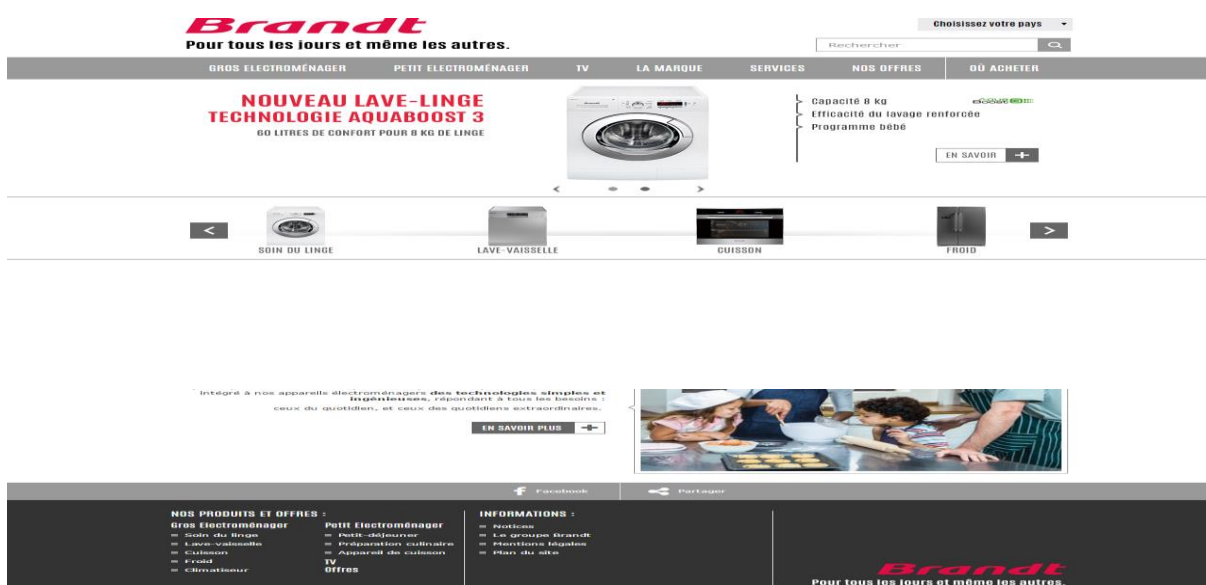 Brandt
Pour tous les jours et même les autres.
Choisissez votre pays
Rechercher
GROS ELECTROMÉNAGER PETIT ELECTROMÉNAGER TV LA MARQUE SERVICES NOS OFFRES OÙ ACHETER
NOUVEAU LAVE-LINGE
TECHNOLOGIE AQUABOOST 3
60 LITRES DE CONFORT POUR 8 KG DE LINGE
Capacité 8 kg
Efficacité du lavage renforcée
Programme bébé
EN SAVOIR +
< >
< >
SOIN DU LINGE LAVE-VAISSELLE CUISSON FROID
Intégré à nos appareils électroménagers des technologies simples et
ingénieuses, répondant à tous les besoins :
ceux du quotidien, et ceux des quotidiens extraordinaires.
EN SAVOIR PLUS +
Facebook Partager
NOS PRODUITS ET OFFRES :
Gros Electroménager
Soin du linge
Lave-vaisselle
Cuisson
Froid
Climatiseur
Petit Electroménager
Petit-déjeuner
Préparation culinaire
Appareil de cuisson
TV
Offres
INFORMATIONS :
Notices
Le groupe Brandt
Mentions légales
Plan du site
Brandt
Pour tous les jours et même les autres.